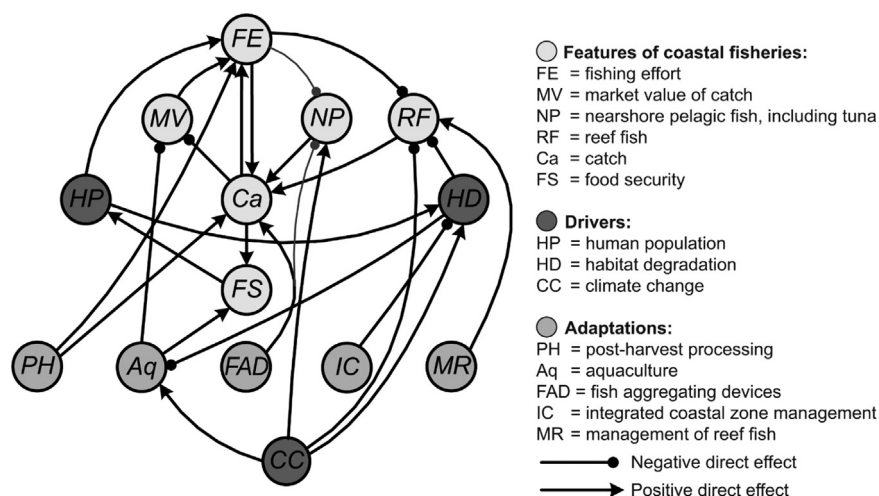 FE
MV
NP
RF
HP
Ca
HD
FS
PH
Aq
FAD
IC
MR
CC
Features of coastal fisheries:
FE = fishing effort
MV = market value of catch
NP = nearshore pelagic fish, including tuna
RF = reef fish
Ca = catch
FS = food security
Drivers:
HP = human population
HD = habitat degradation
CC = climate change
Adaptations:
PH = post-harvest processing
Aq = aquaculture
FAD = fish aggregating devices
IC = integrated coastal zone management
MR = management of reef fish
Negative direct effect
Positive direct effect